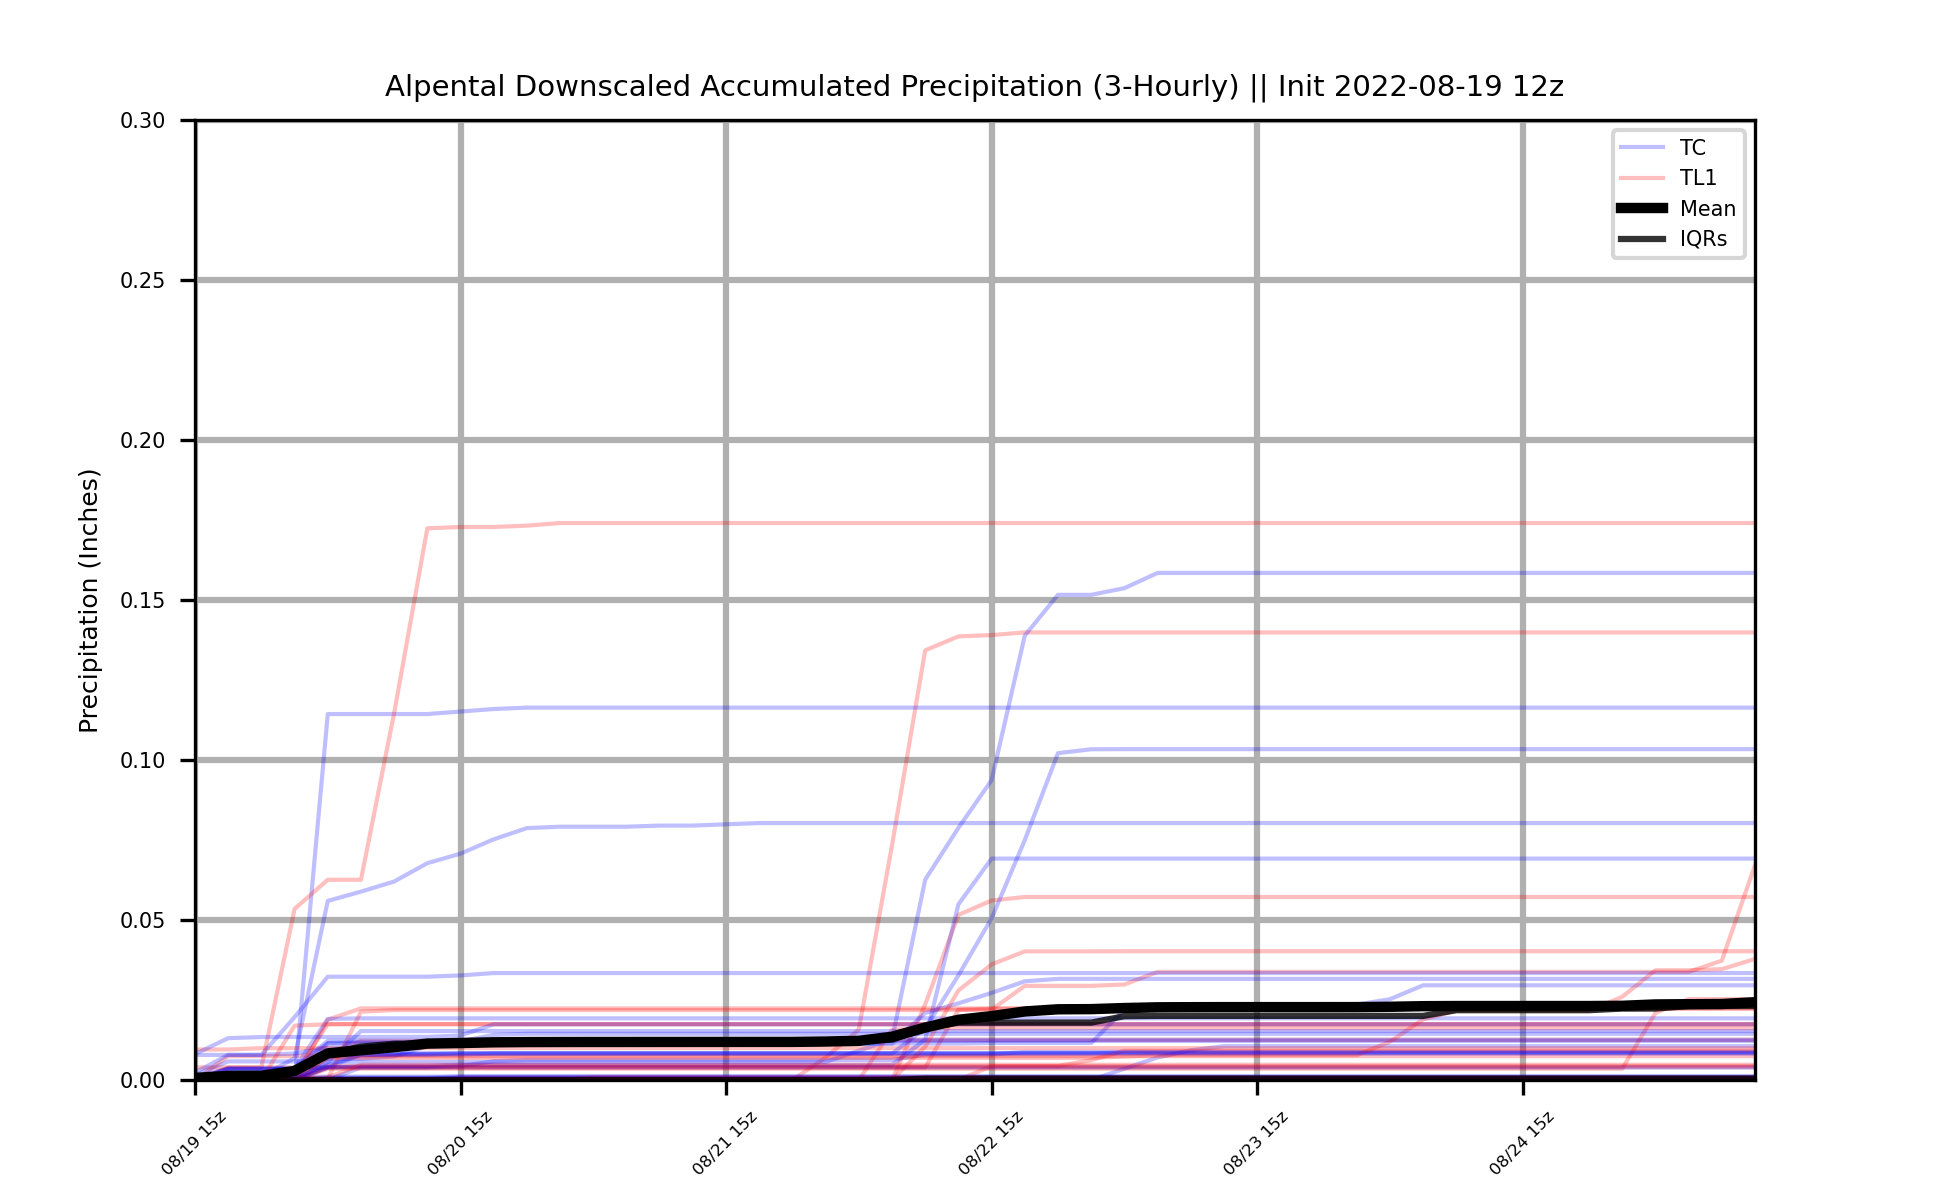 Alpental Downscaled Accumulated Precipitation (3-Hourly) || Init 2022-08-19 12z
TC
TL1
Mean
IQRs
Precipitation (Inches)
0.30
0.25
0.20
0.15
0.10
0.05
0.00
08/19 15z
08/20 15z
08/21 15z
08/22 15z
08/23 15z
08/24 15z